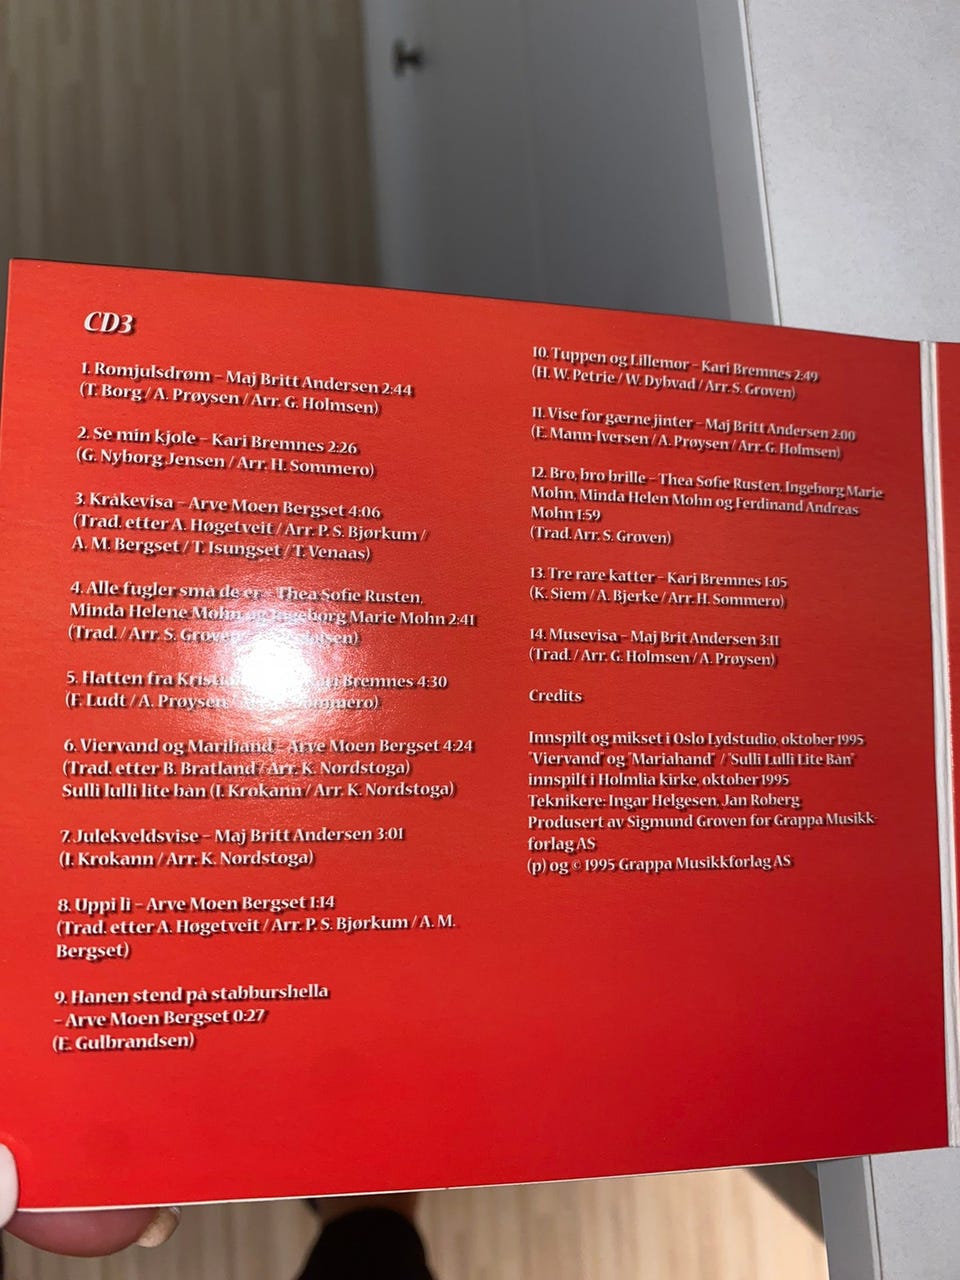 CD3
1. Romjulsdrøm – Maj Britt Andersen 2:44
(T. Borg / A. Prøysen / Arr. G. Holmsen)
2. Se min kjole – Kari Bremnes 2:26
(G. Nyborg Jensen / Arr. H. Sommero)
3. Kråkevisa – Arve Moen Bergset 4:06
(Trad. etter A. Høgetveit / Arr. P. S. Bjørkum /
A. M. Bergset / T. Isungset / T. Venaas)
4. Alle fugler små de er – Thea Sofie Rusten,
Minda Helene Mohn og Ingeborg Marie Mohn 2:41
(Trad. / Arr. S. Groven
5. Hatten fra Bremnes 4:30
(F. Ludt / A. Prøysen
6. Viervand og Marihand – Arve Moen Bergset 4:24
(Trad. etter B. Bratland / Arr. K. Nordstoga)
Sulli lulli lite bàn (I. Krokann / Arr. K. Nordstoga)
7. Julekveldsvise – Maj Britt Andersen 3:01
(I. Krokann / Arr. K. Nordstoga)
8. Uppi li – Arve Moen Bergset 1:14
(Trad. etter A. Høgetveit / Arr. P. S. Bjørkum / A. M.
Bergset)
9. Hanen stend på stabburshella
– Arve Moen Bergset 0:27
(E. Gulbrandsen)
10. Tuppen og Lillemor – Kari Bremnes 2:49
(H. W. Petrie / W. Dybvad / Arr. S. Groven)
11. Vise for gærne jinter – Maj Britt Andersen 2:00
(E. Mann-Iversen / A. Prøysen / Arr. G. Holmsen)
12. Bro, bro brille – Thea Sofie Rusten, Ingeborg Marie
Mohn, Minda Helen Mohn og Ferdinand Andreas
Mohn 1:59
(Trad. Arr. S. Groven)
13. Tre rare katter – Kari Bremnes 1:05
(K. Siem / A. Bjerke / Arr. H. Sommero)
14. Musevisa – Maj Brit Andersen 3:11
(Trad. / Arr. G. Holmsen / A. Prøysen)
Credits
Innspilt og mikset i Oslo Lydstudio, oktober 1995
"Viervand" og "Mariahand" / "Sulli Lulli Lite Bàn"
innspilt i Holmlia kirke, oktober 1995
Teknikere: Ingar Helgesen, Jan Røberg
Produsert av Sigmund Groven for Grappa Musikk-
forlag AS
(p) og © 1995 Grappa Musikkforlag AS